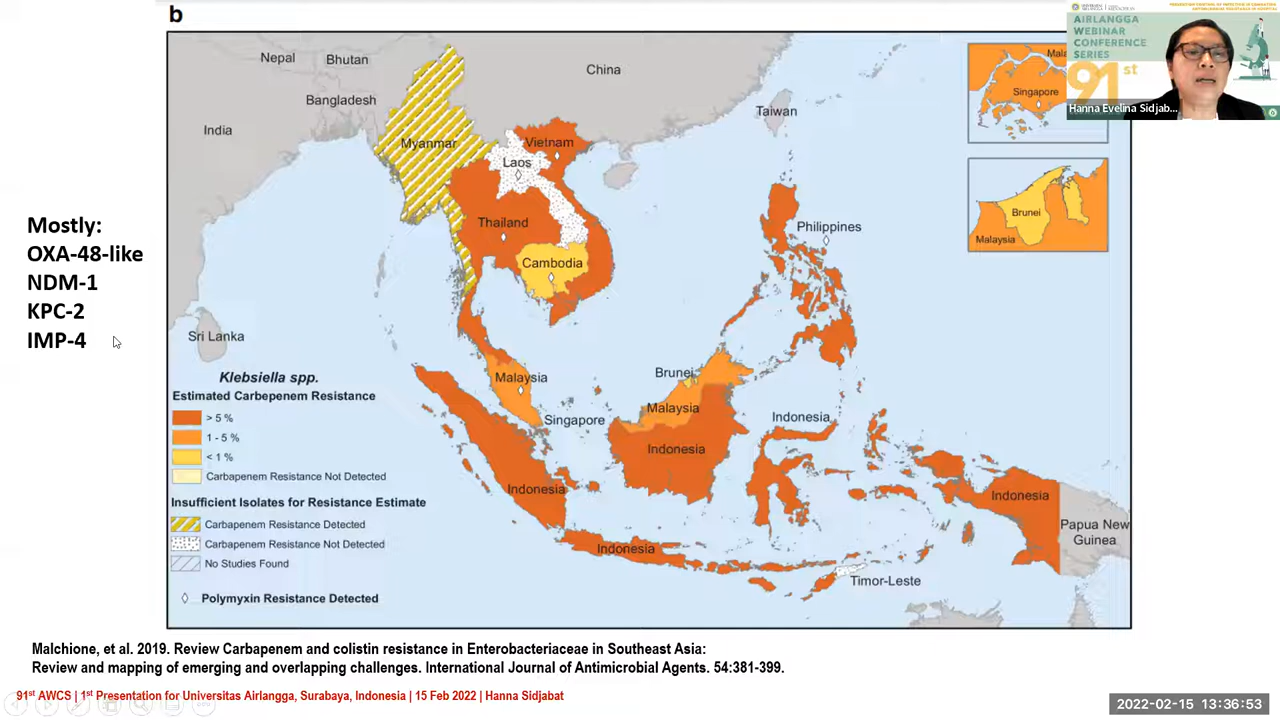 b
Nepal
Bhutan
China
Bangladesh
India
Taiwan
Myanmar
Vietnam
Laos
Thailand
Philippines
Cambodia
Sri Lanka
Brunei
Malaysia
Malaysia
Singapore
Indonesia
Indonesia
Indonesia
Indonesia
Indonesia
Papua New
Guinea
Timor-Leste
Singapore
Brunei
Malaysia
Mostly:
OXA-48-like
NDM-1
KPC-2
IMP-4
Klebsiella spp.
Estimated Carbepenem Resistance
> 5 %
1 - 5 %
< 1 %
Carbapenem Resistance Not Detected
Insufficient Isolates for Resistance Estimate
Carbapenem Resistance Detected
Carbapenem Resistance Not Detected
No Studies Found
Polymyxin Resistance Detected
AIRLANGGA
WEBINAR
CONFERENCE
SERIES
91st
Hanna Evelina Sidjab...
Malchione, et al. 2019. Review Carbapenem and colistin resistance in Enterobacteriaceae in Southeast Asia:
Review and mapping of emerging and overlapping challenges. International Journal of Antimicrobial Agents. 54:381-399.
91st AWCS | 1st Presentation for Universitas Airlangga, Surabaya, Indonesia | 15 Feb 2022 | Hanna Sidjabat
2022-02-15 13:36:53